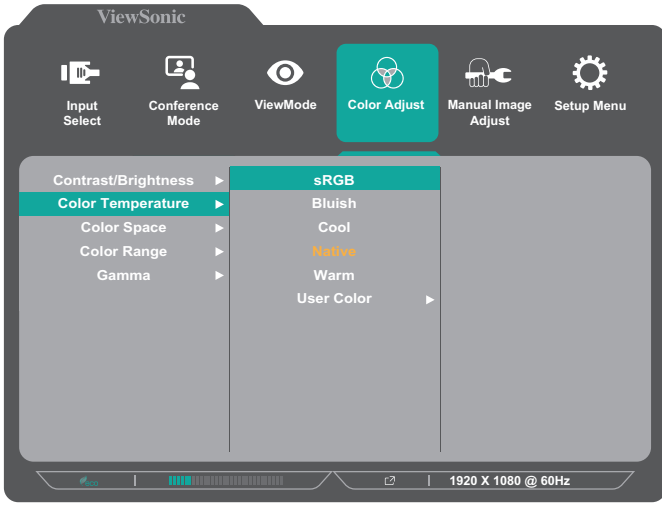 ViewSonic
Input
Select
Conference
Mode
ViewMode
Color Adjust
Manual Image
Adjust
Setup Menu
Contrast/Brightness
Color Temperature
Color Space
Color Range
Gamma
sRGB
Bluish
Cool
Native
Warm
User Color
eco
1920 X 1080 @ 60Hz